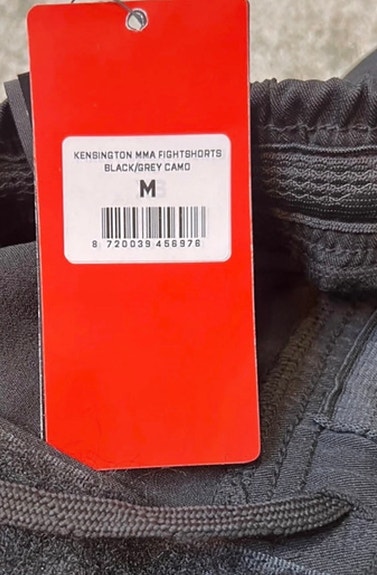 KENSINGTON MMA FIGHTSHORTS
BLACK/GREY CAMO
M
8 720039 456976